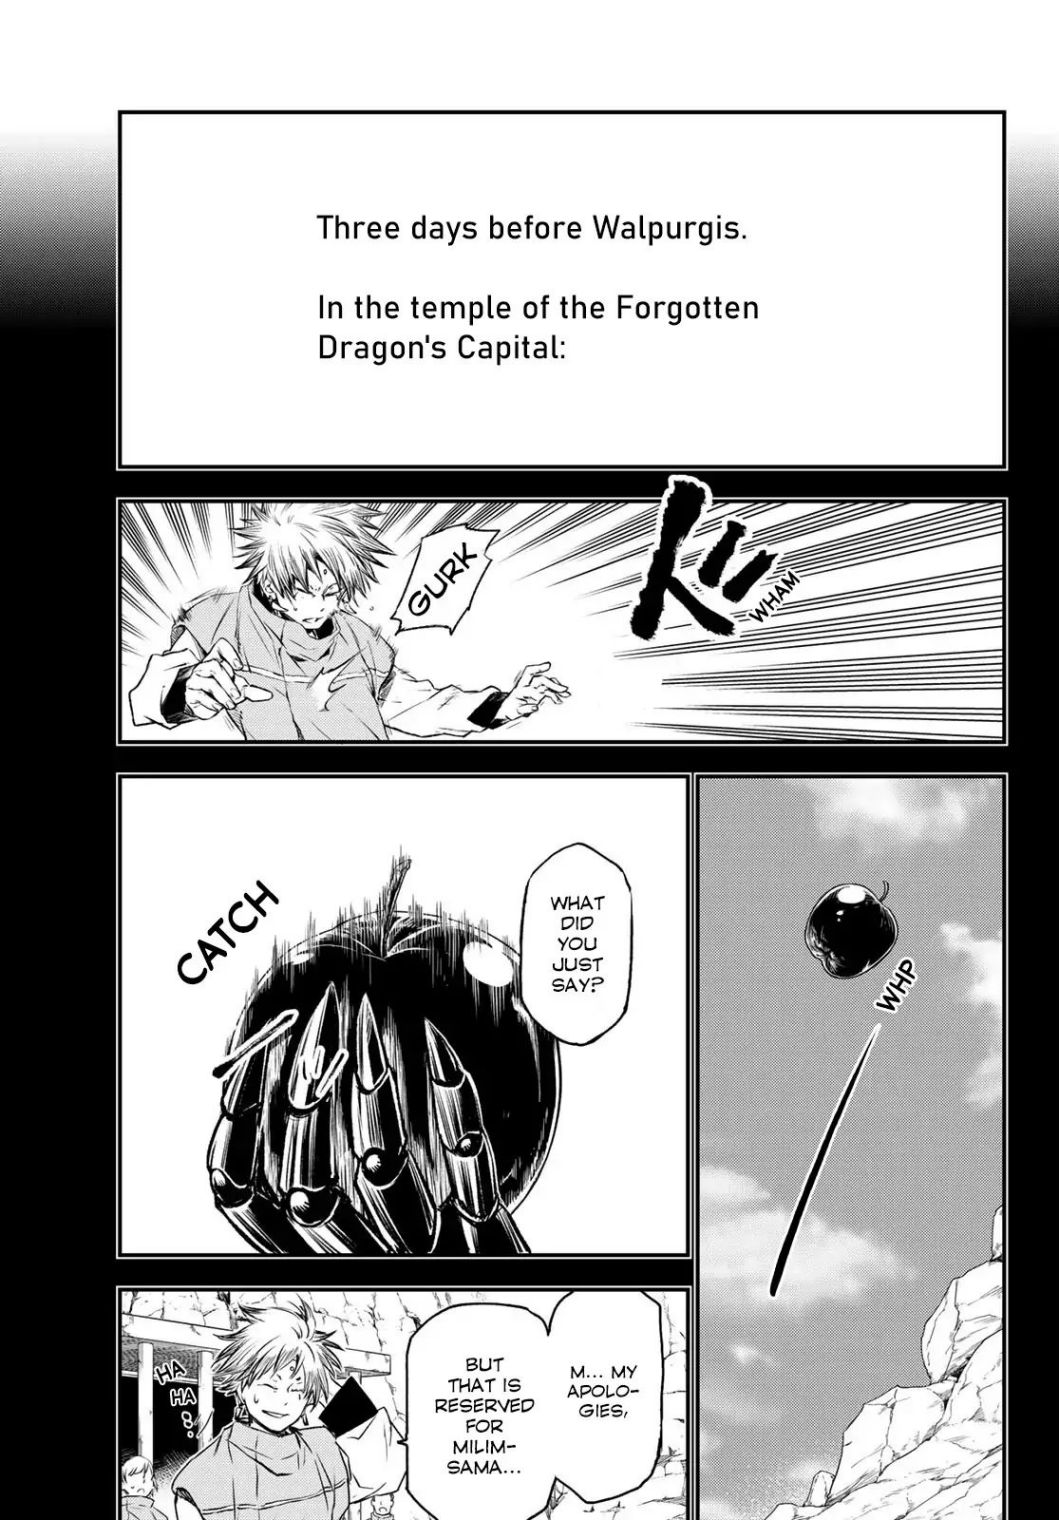 Three days before Walpurgis.
In the temple of the Forgotten
Dragon's Capital:
ドッ
WHAM
GURK
WHP
WHAT
DID
YOU
JUST
SAY?
CATCH
M... MY
APOLO-
GIES,
BUT
THAT IS
RESERVED
FOR
MILIM-
SAMA...
HA
HA